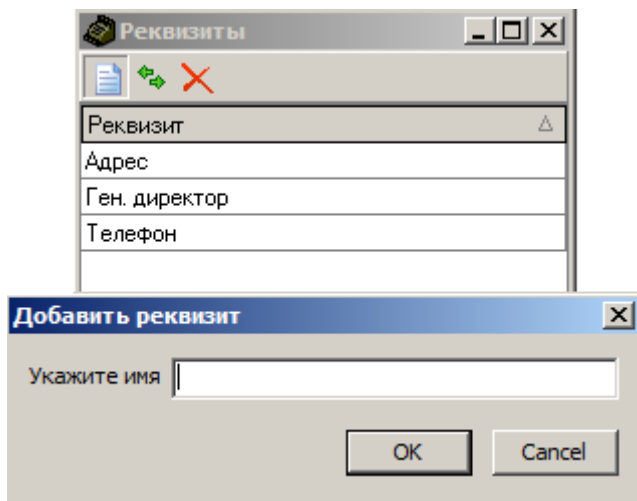 Реквизиты
Реквизит
Адрес
Ген. директор
Телефон
Добавить реквизит
Укажите имя
OK Cancel